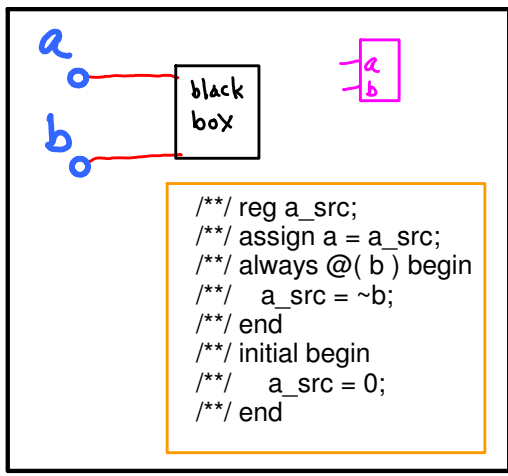 a
b
black
box
a
b
/**/ reg a_src;
/**/ assign a = a_src;
/**/ always @( b ) begin
/**/   a_src = ~b;
/**/ end
/**/ initial begin
/**/    a_src = 0;
/**/ end